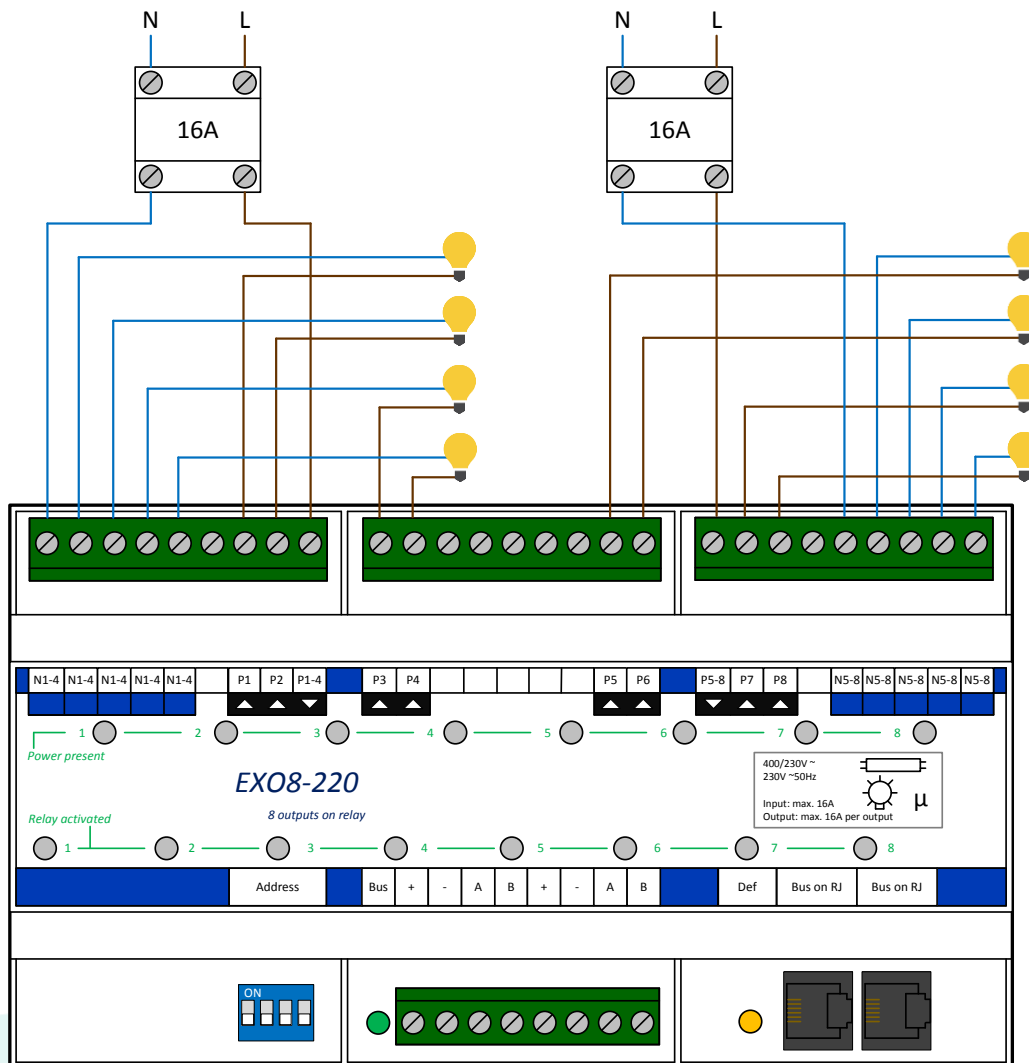 N L N L
16A 16A
N1-4 N1-4 N1-4 N1-4 N1-4 P1 P2 P1-4 P3 P4 P5 P6 P5-8 P7 P8 N5-8 N5-8 N5-8 N5-8 N5-8
1 2 3 4 5 6 7 8
Power present
EXO8-220
8 outputs on relay
400/230V ~
230V ~50Hz
µ
Input: max. 16A
Output: max. 16A per output
Relay activated
1 2 3 4 5 6 7 8
Address Bus + - A B + - A B Def Bus on RJ Bus on RJ
ON